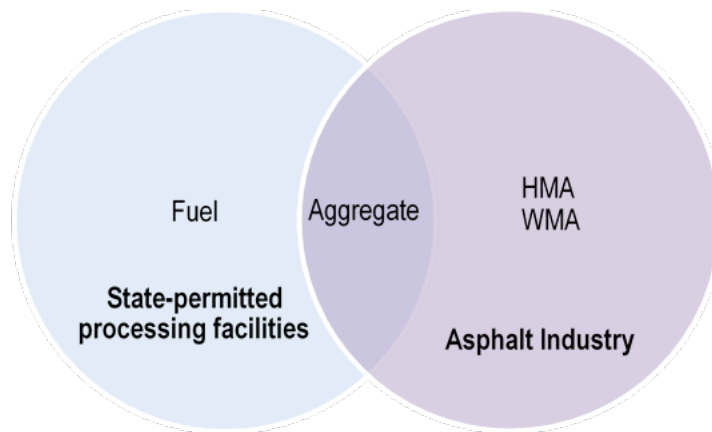 Fuel
Aggregate
HMA
WMA
State-permitted
processing facilities
Asphalt Industry